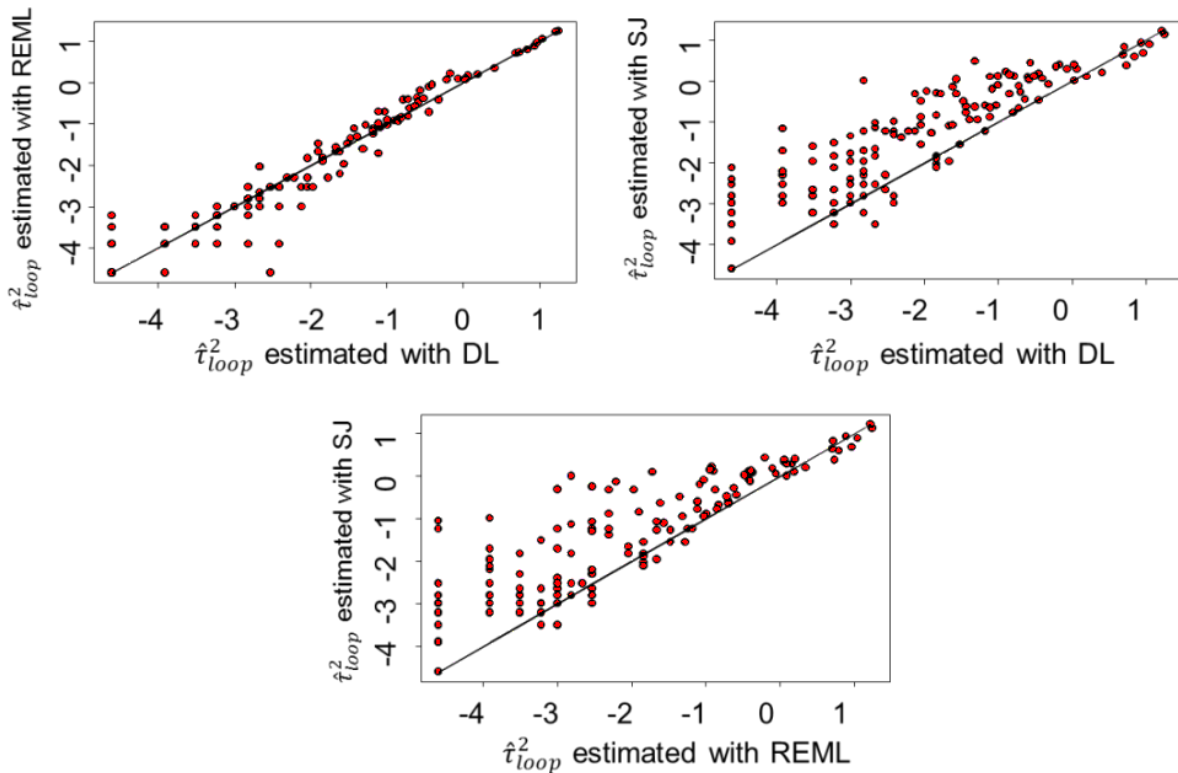 τ̂²loop estimated with REML
1
0
-1
-2
-3
-4
-4 -3 -2 -1 0 1
τ̂²loop estimated with DL
τ̂²loop estimated with SJ
1
0
-1
-2
-3
-4
-4 -3 -2 -1 0 1
τ̂²loop estimated with DL
τ̂²loop estimated with SJ
1
0
-1
-2
-3
-4
-4 -3 -2 -1 0 1
τ̂²loop estimated with REML